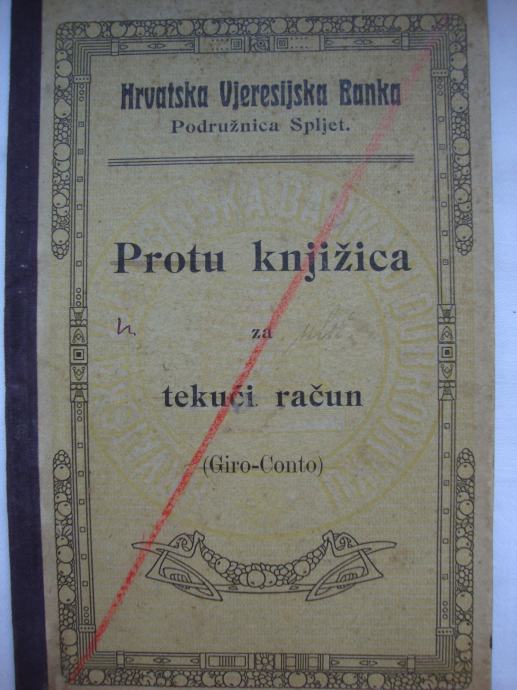 Hrvatska Vjeresijska Banka
Podružnica Spljet.
Protu knjižica
za
tekući račun
(Giro-Conto)